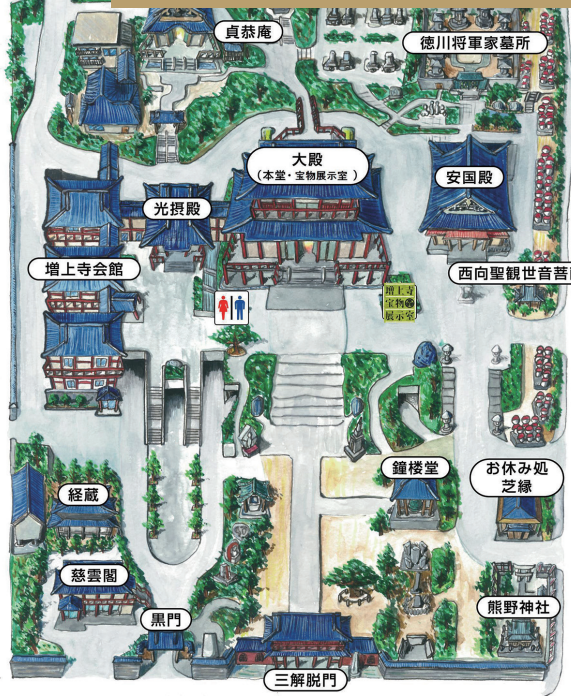 貞恭庵
徳川将軍家墓所
大殿
(本堂・宝物展示室)
安国殿
光摂殿
増上寺会館
西向聖観世音菩
増上寺
宝物
展示室
鐘楼堂
お休み処
芝縁
経蔵
慈雲閣
黒門
熊野神社
三解脱門